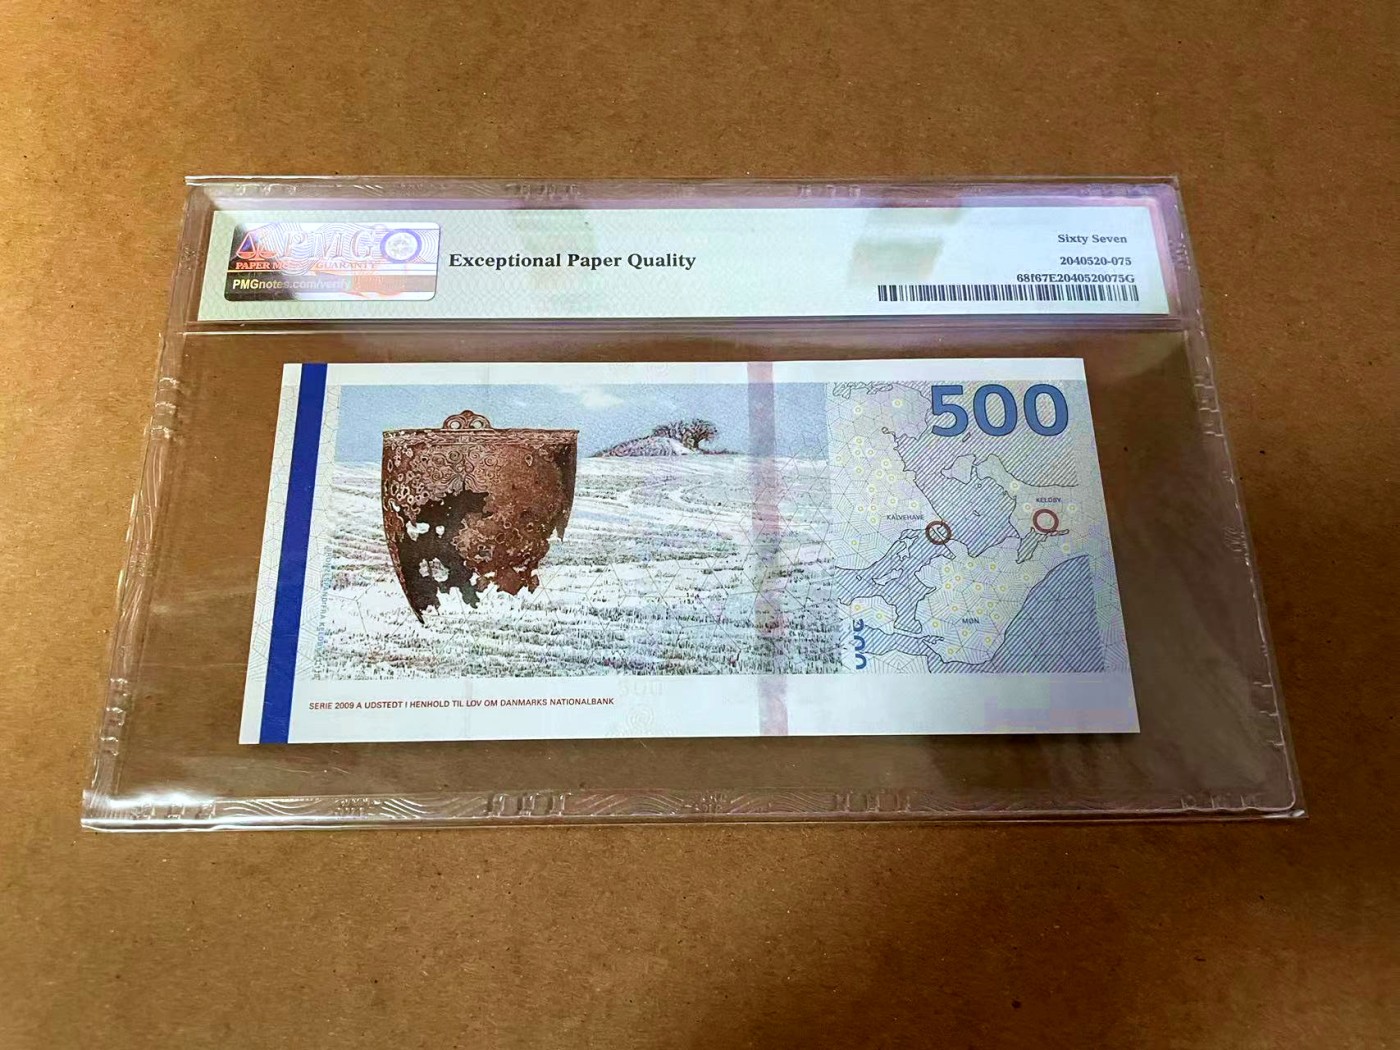 PMG
PAPER MONEY GUARANTY
PMGnotes.com/verify
Exceptional Paper Quality
Sixty Seven
2040520-075
68f67E2040520075G
500
KELDBY
KALVEHAVE
MØN
500
SERIE 2009 A UDSTEDT I HENHOLD TIL LOV OM DANMARKS NATIONALBANK